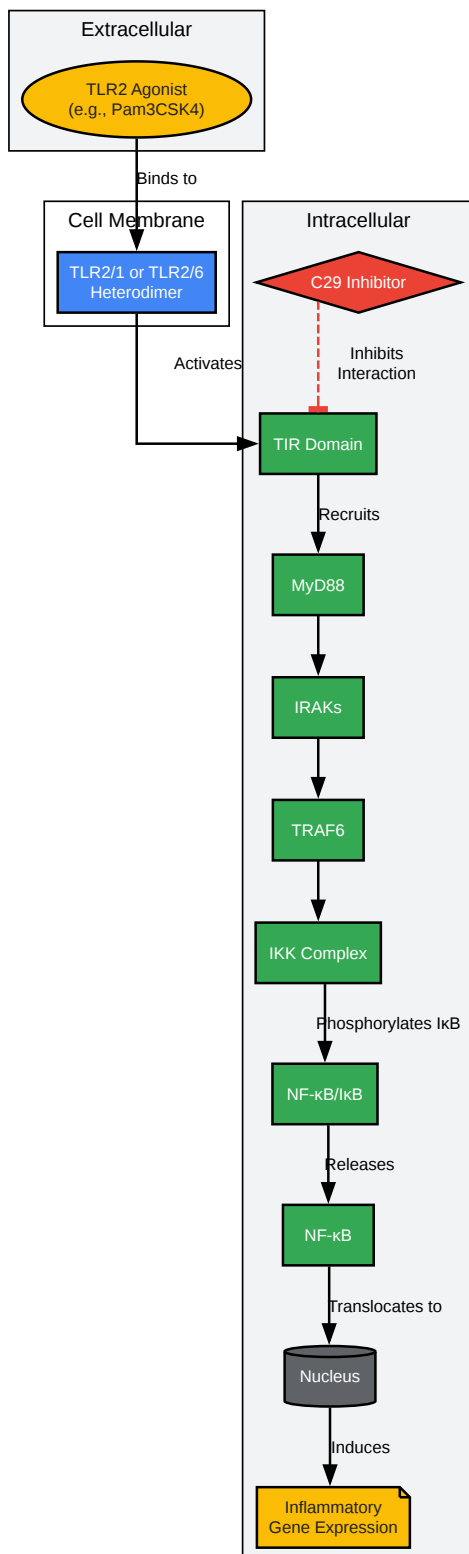 Extracellular
TLR2 Agonist
(e.g., Pam3CSK4)
Binds to
Cell Membrane
TLR2/1 or TLR2/6
Heterodimer
Activates
Intracellular
C29 Inhibitor
Inhibits
Interaction
TIR Domain
Recruits
MyD88
IRAKs
TRAF6
IKK Complex
Phosphorylates IκB
NF-κB/IκB
Releases
NF-κB
Translocates to
Nucleus
Induces
Inflammatory
Gene Expression